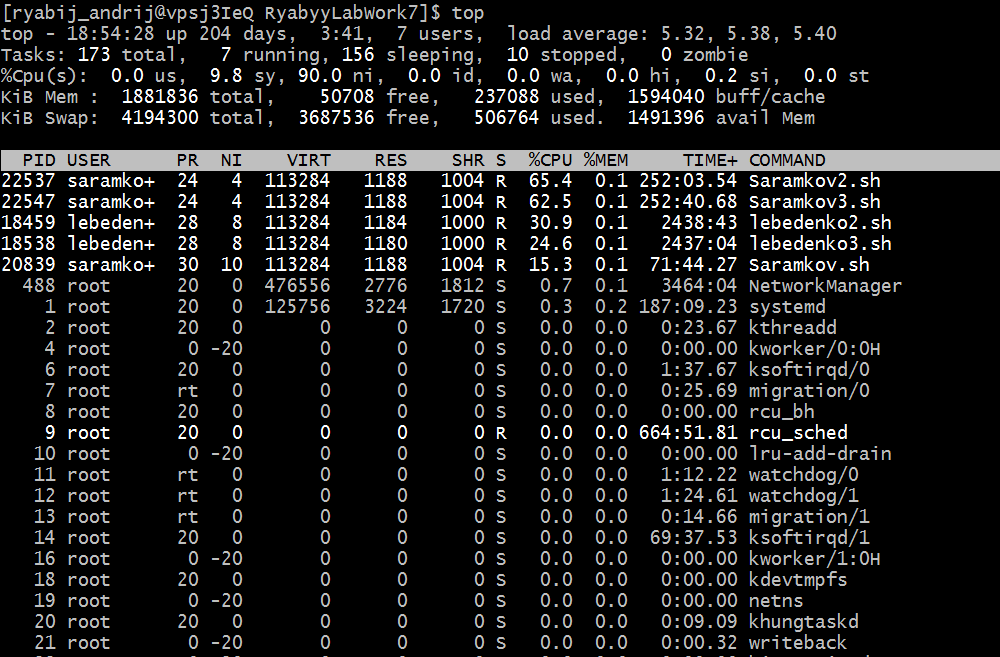 [ryabij_andrij@vpsj3IeQ RyabyyLabWork7]$ top
top - 18:54:28 up 204 days,  3:41,  7 users,  load average: 5.32, 5.38, 5.40
Tasks: 173 total,   7 running, 156 sleeping,  10 stopped,   0 zombie
%Cpu(s):  0.0 us,  9.8 sy, 90.0 ni,  0.0 id,  0.0 wa,  0.0 hi,  0.2 si,  0.0 st
KiB Mem :  1881836 total,    50708 free,   237088 used,  1594040 buff/cache
KiB Swap:  4194300 total,  3687536 free,   506764 used.  1491396 avail Mem
PID USER      PR  NI    VIRT    RES    SHR S  %CPU %MEM     TIME+ COMMAND
22537 saramko+  24   4  113284   1188   1004 R  65.4  0.1 252:03.54 Saramkov2.sh
22547 saramko+  24   4  113284   1188   1004 R  62.5  0.1 252:40.68 Saramkov3.sh
18459 lebeden+  28   8  113284   1184   1000 R  30.9  0.1   2438:43 lebedenko2.sh
18538 lebeden+  28   8  113284   1180   1000 R  24.6  0.1   2437:04 lebedenko3.sh
20839 saramko+  30  10  113284   1188   1004 R  15.3  0.1  71:44.27 Saramkov.sh
488 root      20   0  476556   2776   1812 S   0.7  0.1   3464:04 NetworkManager
1 root      20   0  125756   3224   1720 S   0.3  0.2 187:09.23 systemd
2 root      20   0       0      0      0 S   0.0  0.0   0:23.67 kthreadd
4 root       0 -20       0      0      0 S   0.0  0.0   0:00.00 kworker/0:0H
6 root      20   0       0      0      0 S   0.0  0.0   1:37.67 ksoftirqd/0
7 root      rt   0       0      0      0 S   0.0  0.0   0:25.69 migration/0
8 root      20   0       0      0      0 S   0.0  0.0   0:00.00 rcu_bh
9 root      20   0       0      0      0 R   0.0  0.0 664:51.81 rcu_sched
10 root       0 -20       0      0      0 S   0.0  0.0   0:00.00 lru-add-drain
11 root      rt   0       0      0      0 S   0.0  0.0   1:12.22 watchdog/0
12 root      rt   0       0      0      0 S   0.0  0.0   1:24.61 watchdog/1
13 root      rt   0       0      0      0 S   0.0  0.0   0:14.66 migration/1
14 root      20   0       0      0      0 S   0.0  0.0  69:37.53 ksoftirqd/1
16 root       0 -20       0      0      0 S   0.0  0.0   0:00.00 kworker/1:0H
18 root      20   0       0      0      0 S   0.0  0.0   0:00.00 kdevtmpfs
19 root       0 -20       0      0      0 S   0.0  0.0   0:00.00 netns
20 root      20   0       0      0      0 S   0.0  0.0   0:09.09 khungtaskd
21 root       0 -20       0      0      0 S   0.0  0.0   0:00.32 writeback